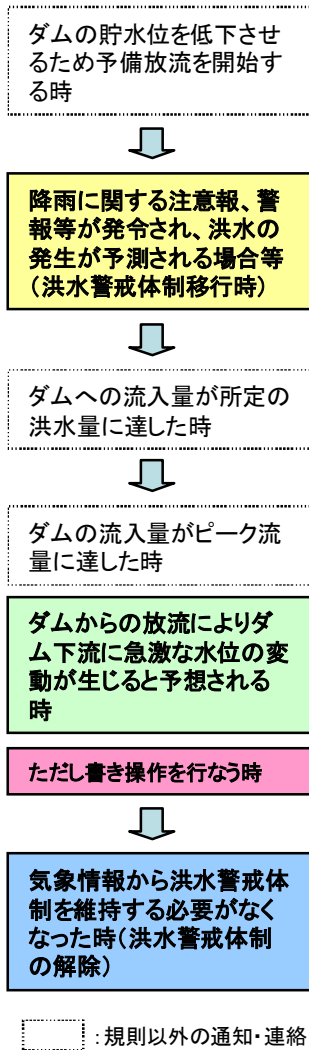 ダムの貯水位を低下させ
るため予備放流を開始す
る時
降雨に関する注意報、警
報等が発令され、洪水の
発生が予測される場合等
(洪水警戒体制移行時)
ダムへの流入量が所定の
洪水量に達した時
ダムの流入量がピーク流
量に達した時
ダムからの放流によりダ
ム下流に急激な水位の変
動が生じると予想される
時
ただし書き操作を行なう時
気象情報から洪水警戒体
制を維持する必要がなく
なった時(洪水警戒体制
の解除)
:規則以外の通知・連絡